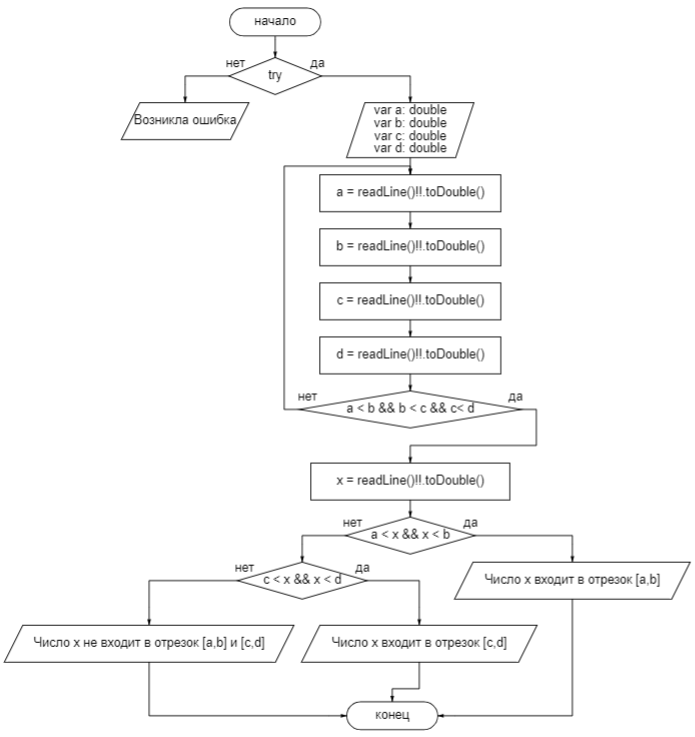 начало
нет
да
try
Возникла ошибка
var a: double
var b: double
var c: double
var d: double
a = readLine()!!.toDouble()
b = readLine()!!.toDouble()
c = readLine()!!.toDouble()
d = readLine()!!.toDouble()
нет
да
a < b && b < c && c< d
x = readLine()!!.toDouble()
нет
да
a < x && x < b
нет
да
c < x && x < d
Число x входит в отрезок [a,b]
Число x не входит в отрезок [a,b] и [c,d]
Число x входит в отрезок [c,d]
конец